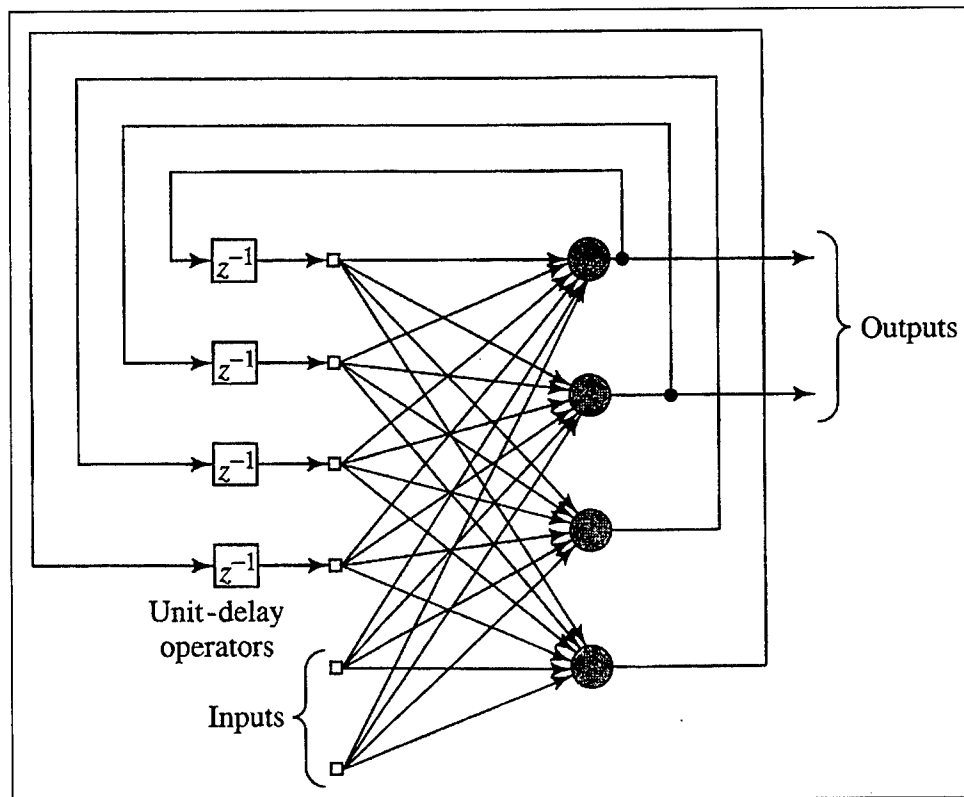 z⁻¹
z⁻¹
Outputs
z⁻¹
z⁻¹
Unit-delay
operators
Inputs